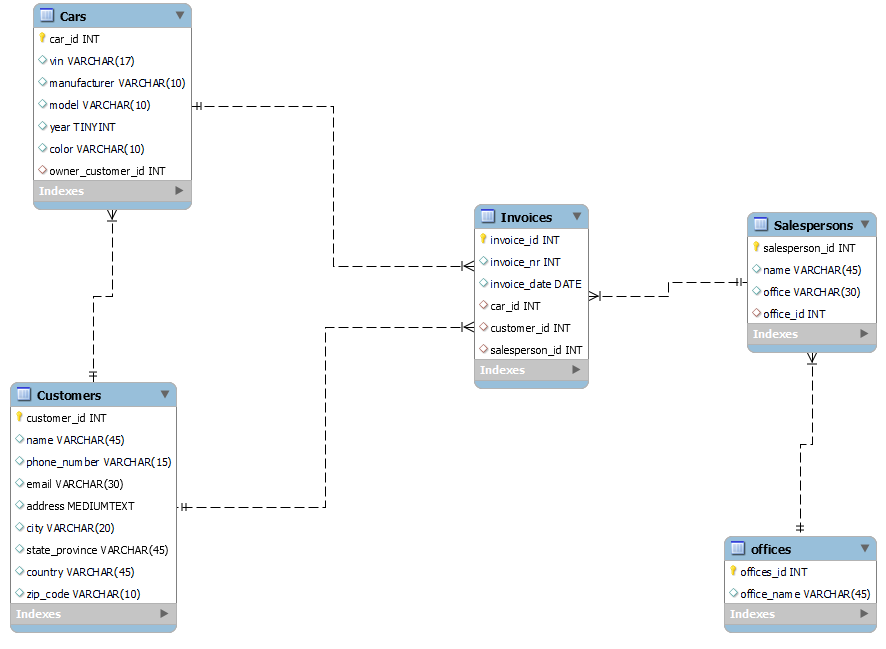 Cars
car_id INT
vin VARCHAR(17)
manufacturer VARCHAR(10)
model VARCHAR(10)
year TINYINT
color VARCHAR(10)
owner_customer_id INT
Indexes
Invoices
invoice_id INT
invoice_nr INT
invoice_date DATE
car_id INT
customer_id INT
salesperson_id INT
Indexes
Salespersons
salesperson_id INT
name VARCHAR(45)
office VARCHAR(30)
office_id INT
Indexes
Customers
customer_id INT
name VARCHAR(45)
phone_number VARCHAR(15)
email VARCHAR(30)
address MEDIUMTEXT
city VARCHAR(20)
state_province VARCHAR(45)
country VARCHAR(45)
zip_code VARCHAR(10)
Indexes
offices
offices_id INT
office_name VARCHAR(45)
Indexes